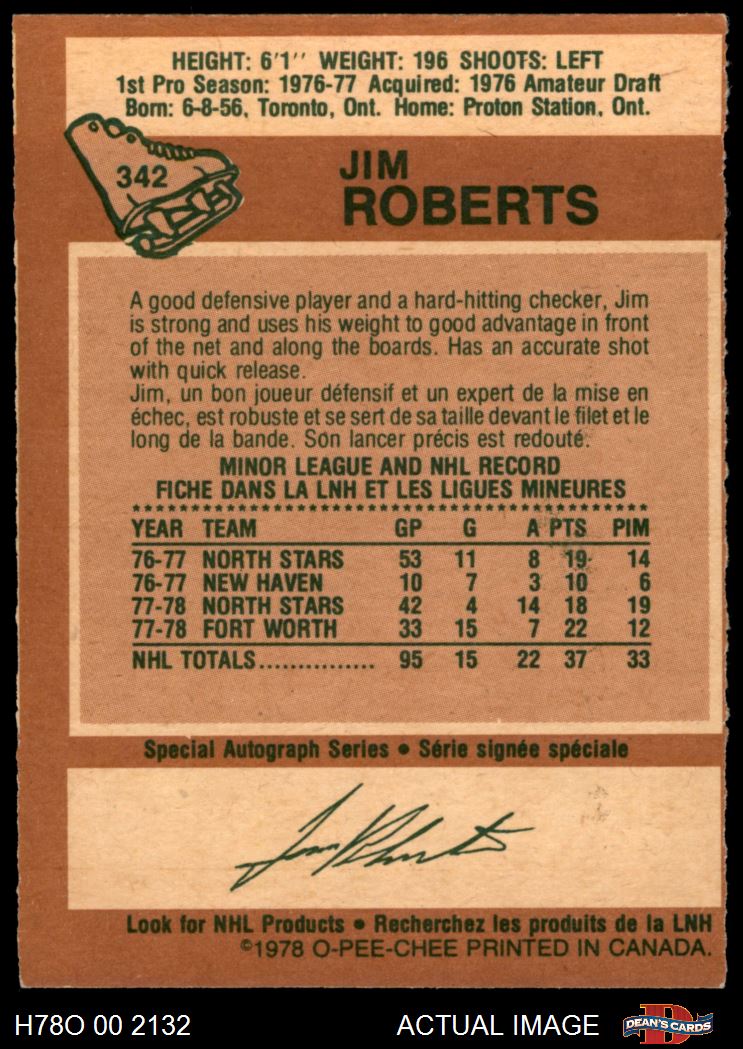 HEIGHT: 6'1'' WEIGHT: 196 SHOOTS: LEFT
1st Pro Season: 1976-77 Acquired: 1976 Amateur Draft
Born: 6-8-56, Toronto, Ont. Home: Proton Station, Ont.
342
JIM
ROBERTS
A good defensive player and a hard-hitting checker, Jim
is strong and uses his weight to good advantage in front
of the net and along the boards. Has an accurate shot
with quick release.
Jim, un bon joueur défensif et un expert de la mise en
échec, est robuste et se sert de sa taille devant le filet et le
long de la bande. Son lancer précis est redouté.
MINOR LEAGUE AND NHL RECORD
FICHE DANS LA LNH ET LES LIGUES MINEURES
YEAR TEAM GP G A PTS PIM
76-77 NORTH STARS 53 11 8 19 14
76-77 NEW HAVEN 10 7 3 10 6
77-78 NORTH STARS 42 4 14 18 19
77-78 FORT WORTH 33 15 7 22 12
NHL TOTALS............... 95 15 22 37 33
Special Autograph Series • Série signée spéciale
Jim Roberts
Look for NHL Products • Recherchez les produits de la LNH
©1978 O-PEE-CHEE PRINTED IN CANADA.
H78O 00 2132 ACTUAL IMAGE DEAN'S CARDS